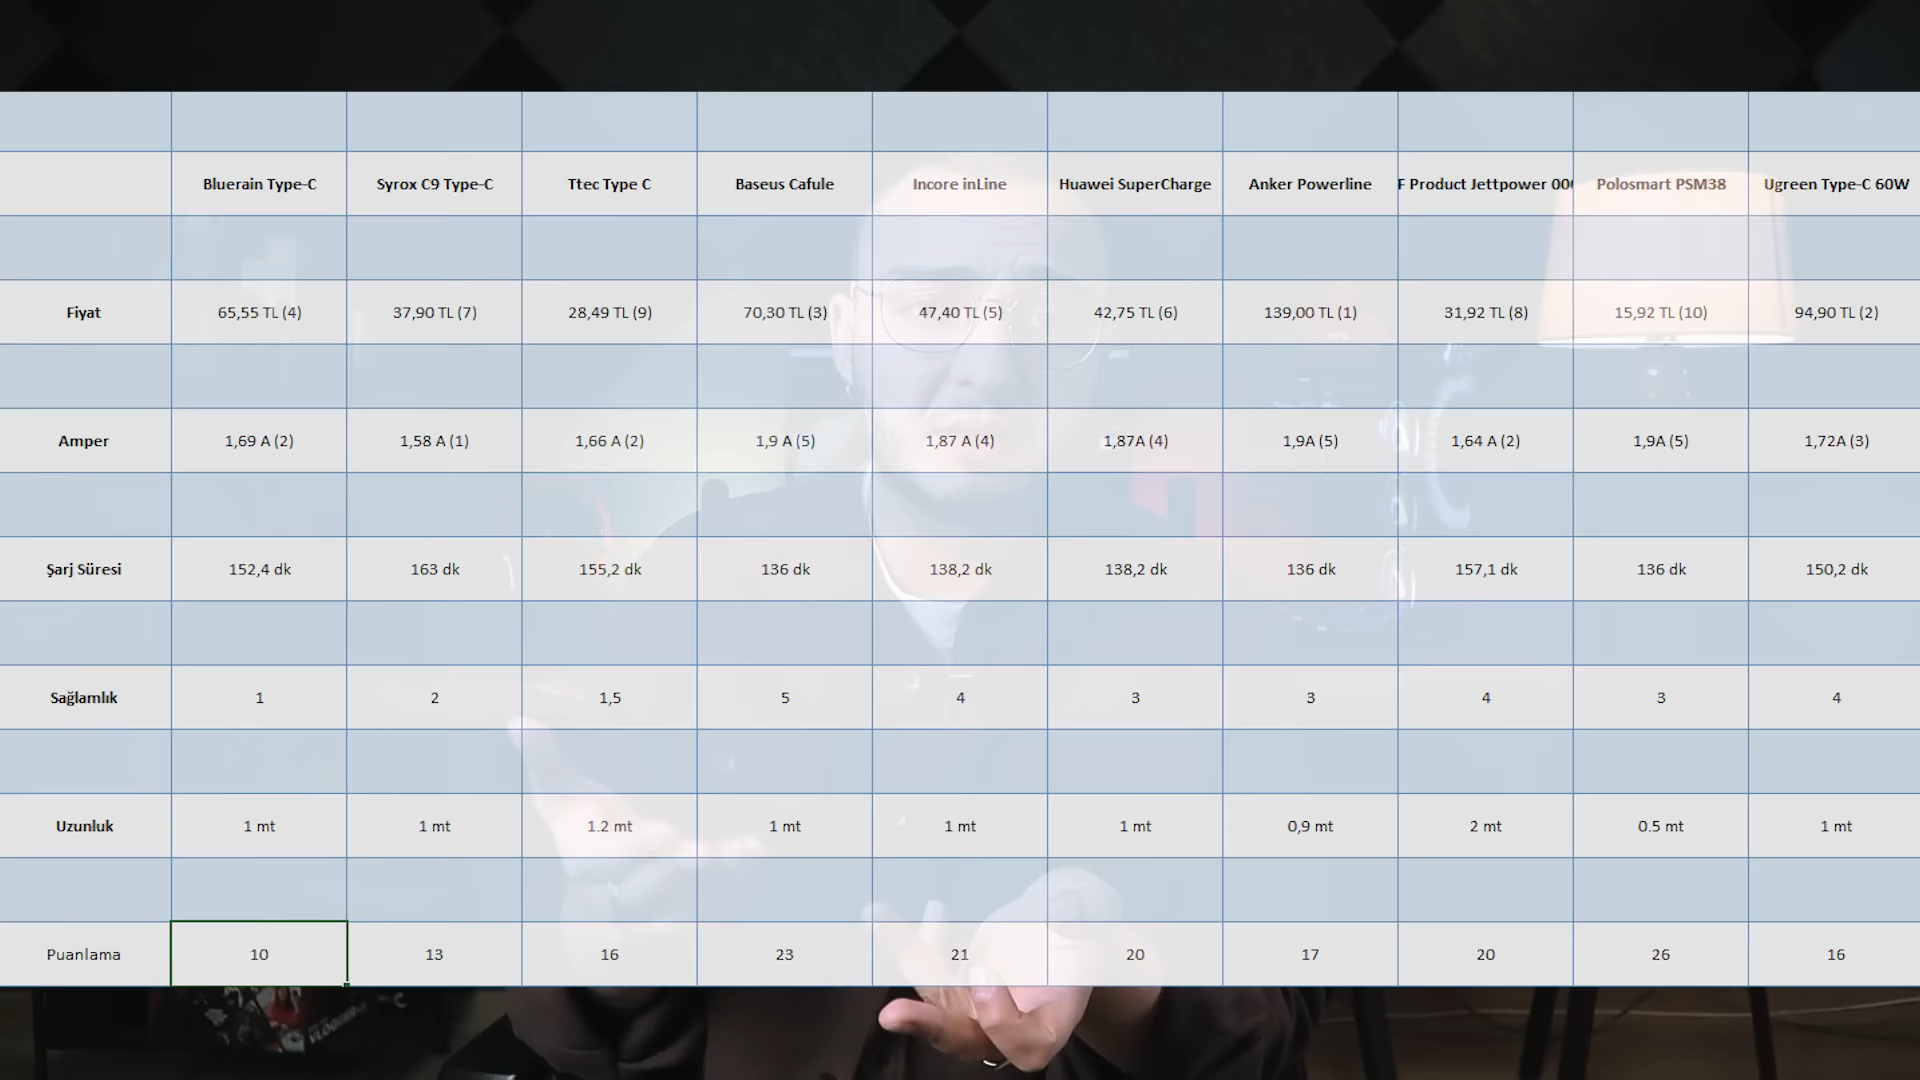 Bluerain Type-C Syrox C9 Type-C Ttec Type C Baseus Cafule Incore inLine Huawei SuperCharge Anker Powerline F Product Jettpower 00 Polosmart PSM38 Ugreen Type-C 60W
Fiyat 65,55 TL (4) 37,90 TL (7) 28,49 TL (9) 70,30 TL (3) 47,40 TL (5) 42,75 TL (6) 139,00 TL (1) 31,92 TL (8) 15,92 TL (10) 94,90 TL (2)
Amper 1,69 A (2) 1,58 A (1) 1,66 A (2) 1,9 A (5) 1,87 A (4) 1,87A (4) 1,9A (5) 1,64 A (2) 1,9A (5) 1,72A (3)
Şarj Süresi 152,4 dk 163 dk 155,2 dk 136 dk 138,2 dk 138,2 dk 136 dk 157,1 dk 136 dk 150,2 dk
Sağlamlık 1 2 1,5 5 4 3 3 4 3 4
Uzunluk 1 mt 1 mt 1.2 mt 1 mt 1 mt 1 mt 0,9 mt 2 mt 0.5 mt 1 mt
Puanlama 10 13 16 23 21 20 17 20 26 16